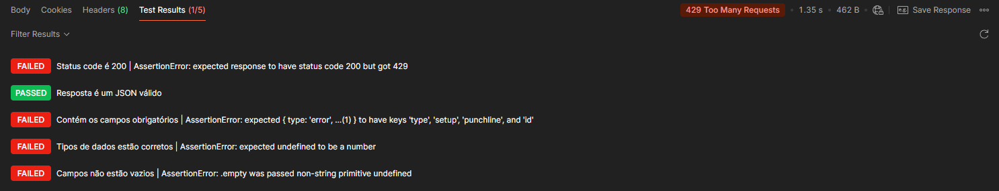 Body Cookies Headers (8) Test Results (1/5) 429 Too Many Requests 1.35 s 462 B e.g. Save Response
Filter Results
FAILED Status code é 200 | AssertionError: expected response to have status code 200 but got 429
PASSED Resposta é um JSON válido
FAILED Contém os campos obrigatórios | AssertionError: expected { type: 'error', …(1) } to have keys 'type', 'setup', 'punchline', and 'id'
FAILED Tipos de dados estão corretos | AssertionError: expected undefined to be a number
FAILED Campos não estão vazios | AssertionError: .empty was passed non-string primitive undefined